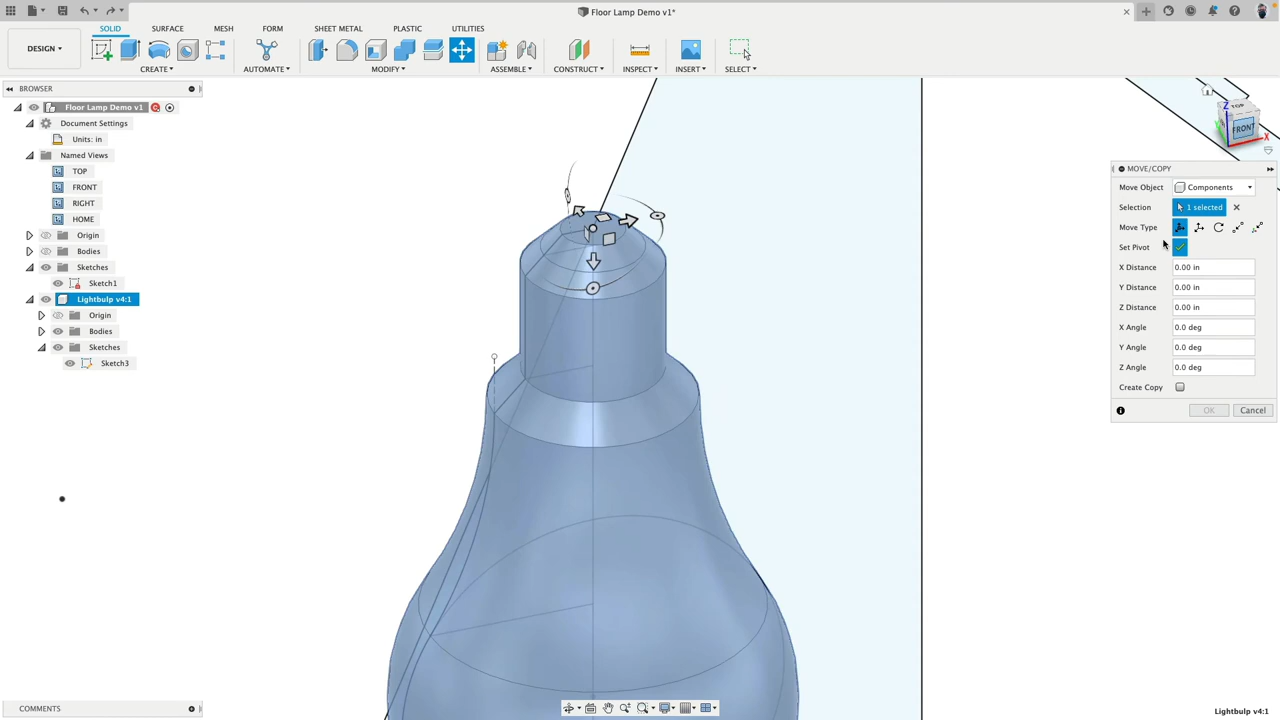 Floor Lamp Demo v1*
DESIGN
SOLID SURFACE MESH FORM SHEET METAL PLASTIC UTILITIES
CREATE AUTOMATE MODIFY ASSEMBLE CONSTRUCT INSPECT INSERT SELECT
BROWSER
Floor Lamp Demo v1
Document Settings
Units: in
Named Views
TOP
FRONT
RIGHT
HOME
Origin
Bodies
Sketches
Sketch1
Lightbulp v4:1
Origin
Bodies
Sketches
Sketch3
TOP
Z
FRONT
X
MOVE/COPY
Move Object Components
Selection 1 selected
Move Type
Set Pivot
X Distance 0.00 in
Y Distance 0.00 in
Z Distance 0.00 in
X Angle 0.0 deg
Y Angle 0.0 deg
Z Angle 0.0 deg
Create Copy
OK Cancel
COMMENTS
Lightbulp v4:1